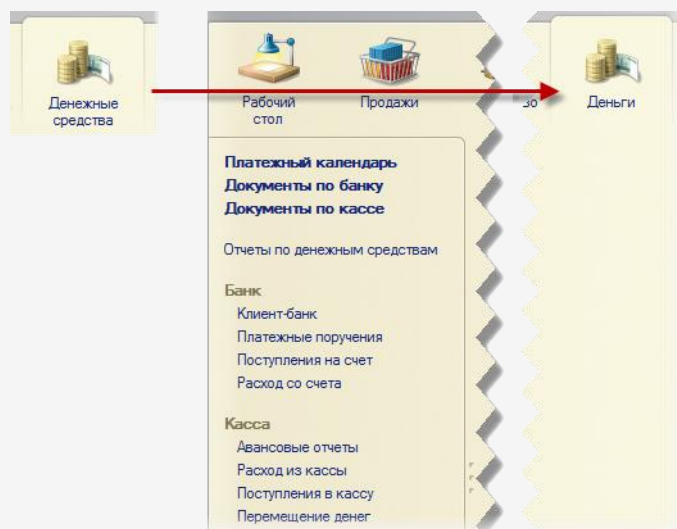 Денежные
средства
Рабочий
стол
Продажи
Деньги
Платежный календарь
Документы по банку
Документы по кассе
Отчеты по денежным средствам
Банк
Клиент-банк
Платежные поручения
Поступления на счет
Расход со счета
Касса
Авансовые отчеты
Расход из кассы
Поступления в кассу
Перемещение денег